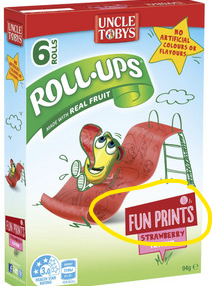 UNCLE
TOBYS
6
ROLLS
NO
ARTIFICIAL
COLOURS OR
FLAVOURS
ROLL-UPS
MADE WITH REAL FRUIT
FUN PRINTS
STRAWBERRY
94g